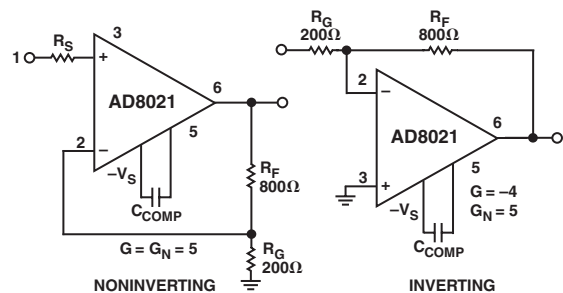 1
R_S
3
+
AD8021
6
2
−
5
−V_S
C_COMP
R_F
800Ω
G = G_N = 5
R_G
200Ω
NONINVERTING
R_G
200Ω
R_F
800Ω
2
−
AD8021
6
3
+
5
−V_S
C_COMP
G = −4
G_N = 5
INVERTING